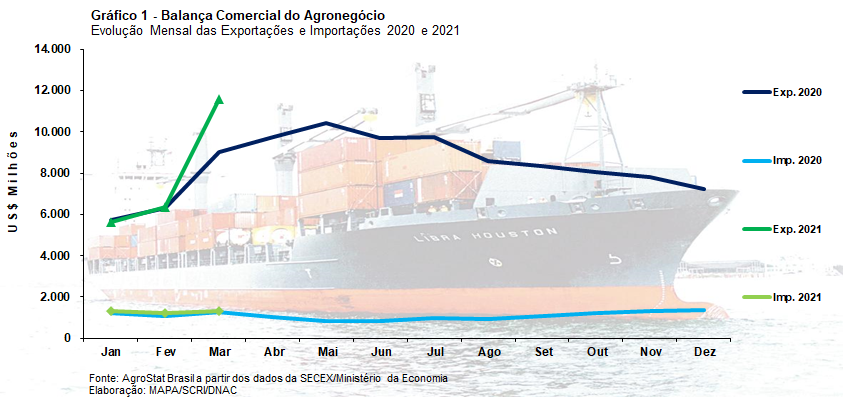 Gráfico 1 - Balança Comercial do Agronegócio
Evolução Mensal das Exportações e Importações 2020 e 2021
US$ Milhões
14.000
12.000
10.000
8.000
6.000
4.000
2.000
0
Jan Fev Mar Abr Mai Jun Jul Ago Set Out Nov Dez
Exp. 2020
Imp. 2020
Exp. 2021
Imp. 2021
LIBRA HOUSTON
Fonte: AgroStat Brasil a partir dos dados da SECEX/Ministério da Economia
Elaboração: MAPA/SCRI/DNAC